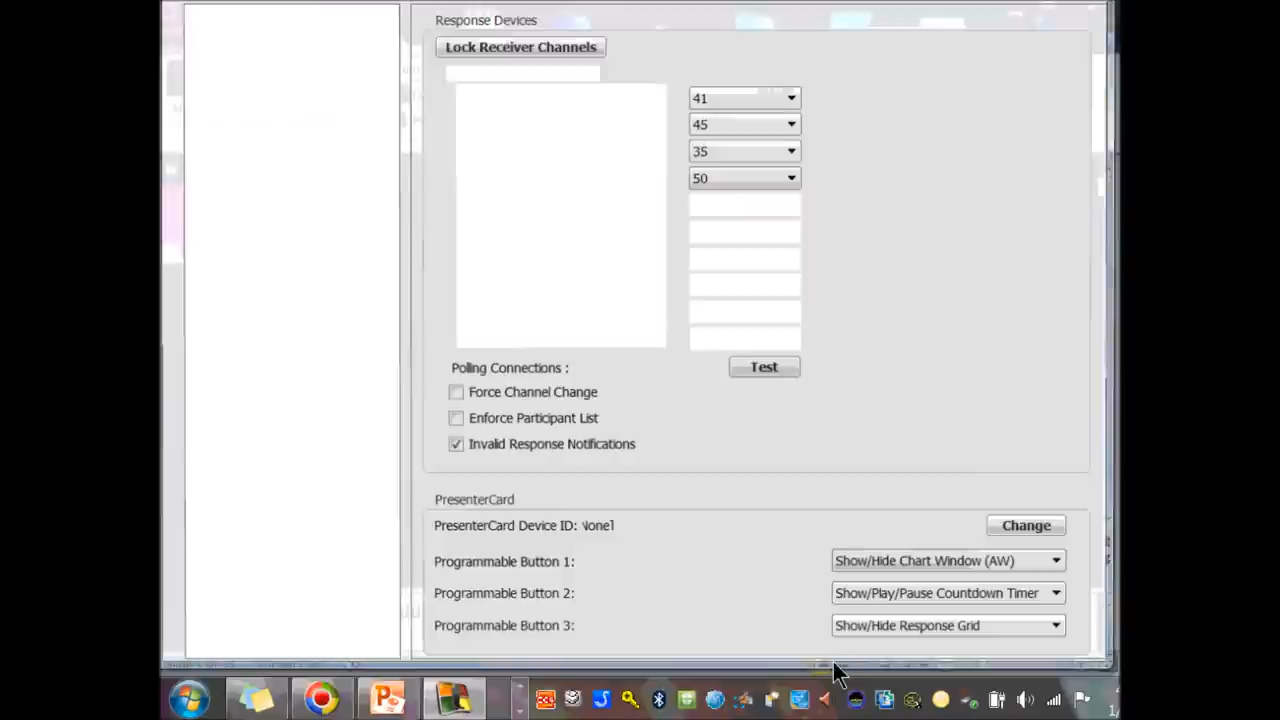 Response Devices
Lock Receiver Channels
41
45
35
50
Polling Connections :
Test
Force Channel Change
Enforce Participant List
Invalid Response Notifications
PresenterCard
PresenterCard Device ID:
Change
Programmable Button 1:
Show/Hide Chart Window (AW)
Programmable Button 2:
Show/Play/Pause Countdown Timer
Programmable Button 3:
Show/Hide Response Grid